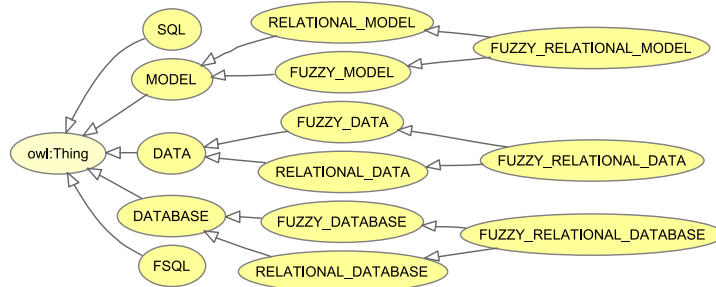 SQL
RELATIONAL_MODEL
FUZZY_RELATIONAL_MODEL
MODEL
FUZZY_MODEL
FUZZY_DATA
owl:Thing
DATA
FUZZY_RELATIONAL_DATA
RELATIONAL_DATA
DATABASE
FUZZY_DATABASE
FUZZY_RELATIONAL_DATABASE
FSQL
RELATIONAL_DATABASE